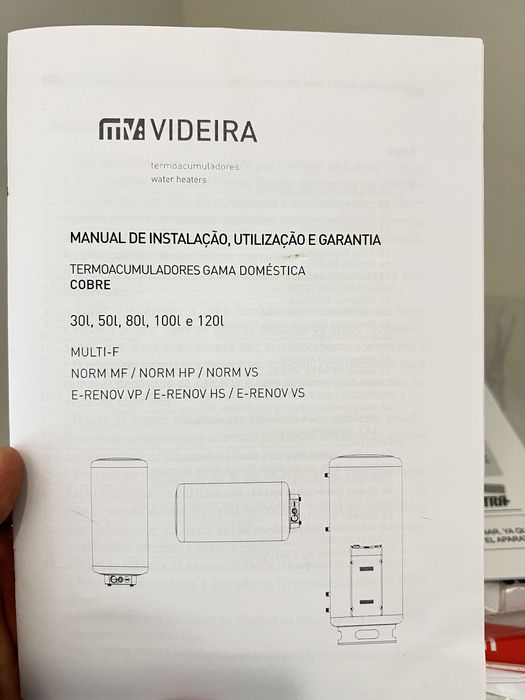 mv: VIDEIRA
termoacumuladores
water heaters
MANUAL DE INSTALAÇÃO, UTILIZAÇÃO E GARANTIA
TERMOACUMULADORES GAMA DOMÉSTICA
COBRE
30l, 50l, 80l, 100l e 120l
MULTI-F
NORM MF / NORM HP / NORM VS
E-RENOV VP / E-RENOV HS / E-RENOV VS